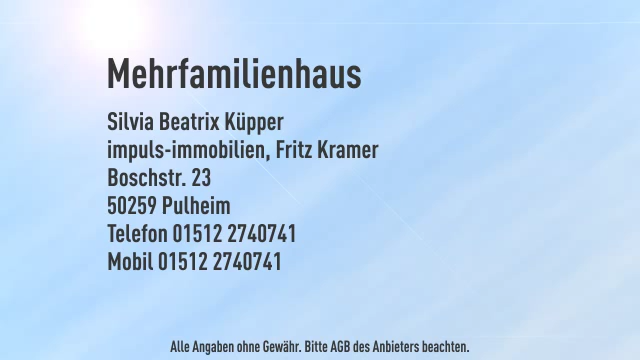 Mehrfamilienhaus
Silvia Beatrix Küpper
impuls-immobilien, Fritz Kramer
Boschstr. 23
50259 Pulheim
Telefon 01512 2740741
Mobil 01512 2740741
Alle Angaben ohne Gewähr. Bitte AGB des Anbieters beachten.